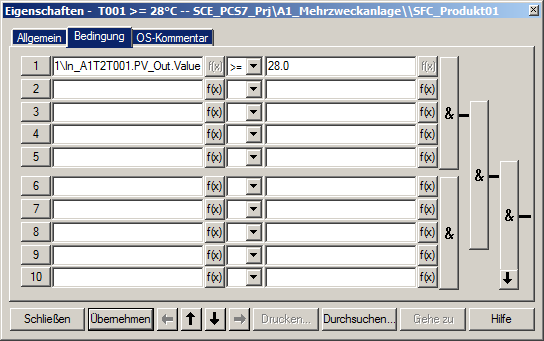 Eigenschaften - T001 >= 28°C -- SCE_PCS7_Prj\A1_Mehrzweckanlage\\SFC_Produkt01
Allgemein Bedingung OS-Kommentar
1 1\In_A1T2T001.PV_Out.Value f(x) >= 28.0 f(x)
2 f(x) f(x)
3 f(x) f(x)
4 f(x) f(x)
5 f(x) f(x)
&
6 f(x) f(x)
7 f(x) f(x)
8 f(x) f(x)
9 f(x) f(x)
10 f(x) f(x)
&
&
&
Schließen Übernehmen Drucken... Durchsuchen... Gehe zu Hilfe